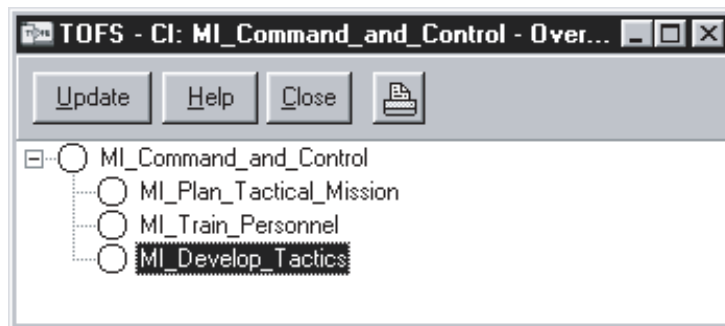 TOFS - CI: MI_Command_and_Control - Over...
Update Help Close
MI_Command_and_Control
MI_Plan_Tactical_Mission
MI_Train_Personnel
MI_Develop_Tactics